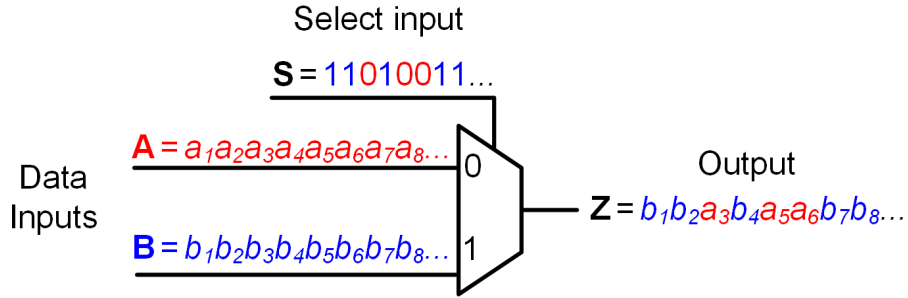 Select input
S = 11010011...
A = a₁a₂a₃a₄a₅a₆a₇a₈...
0
Data
Inputs
Output
Z = b₁b₂a₃b₄a₅a₆b₇b₈...
B = b₁b₂b₃b₄b₅b₆b₇b₈...
1